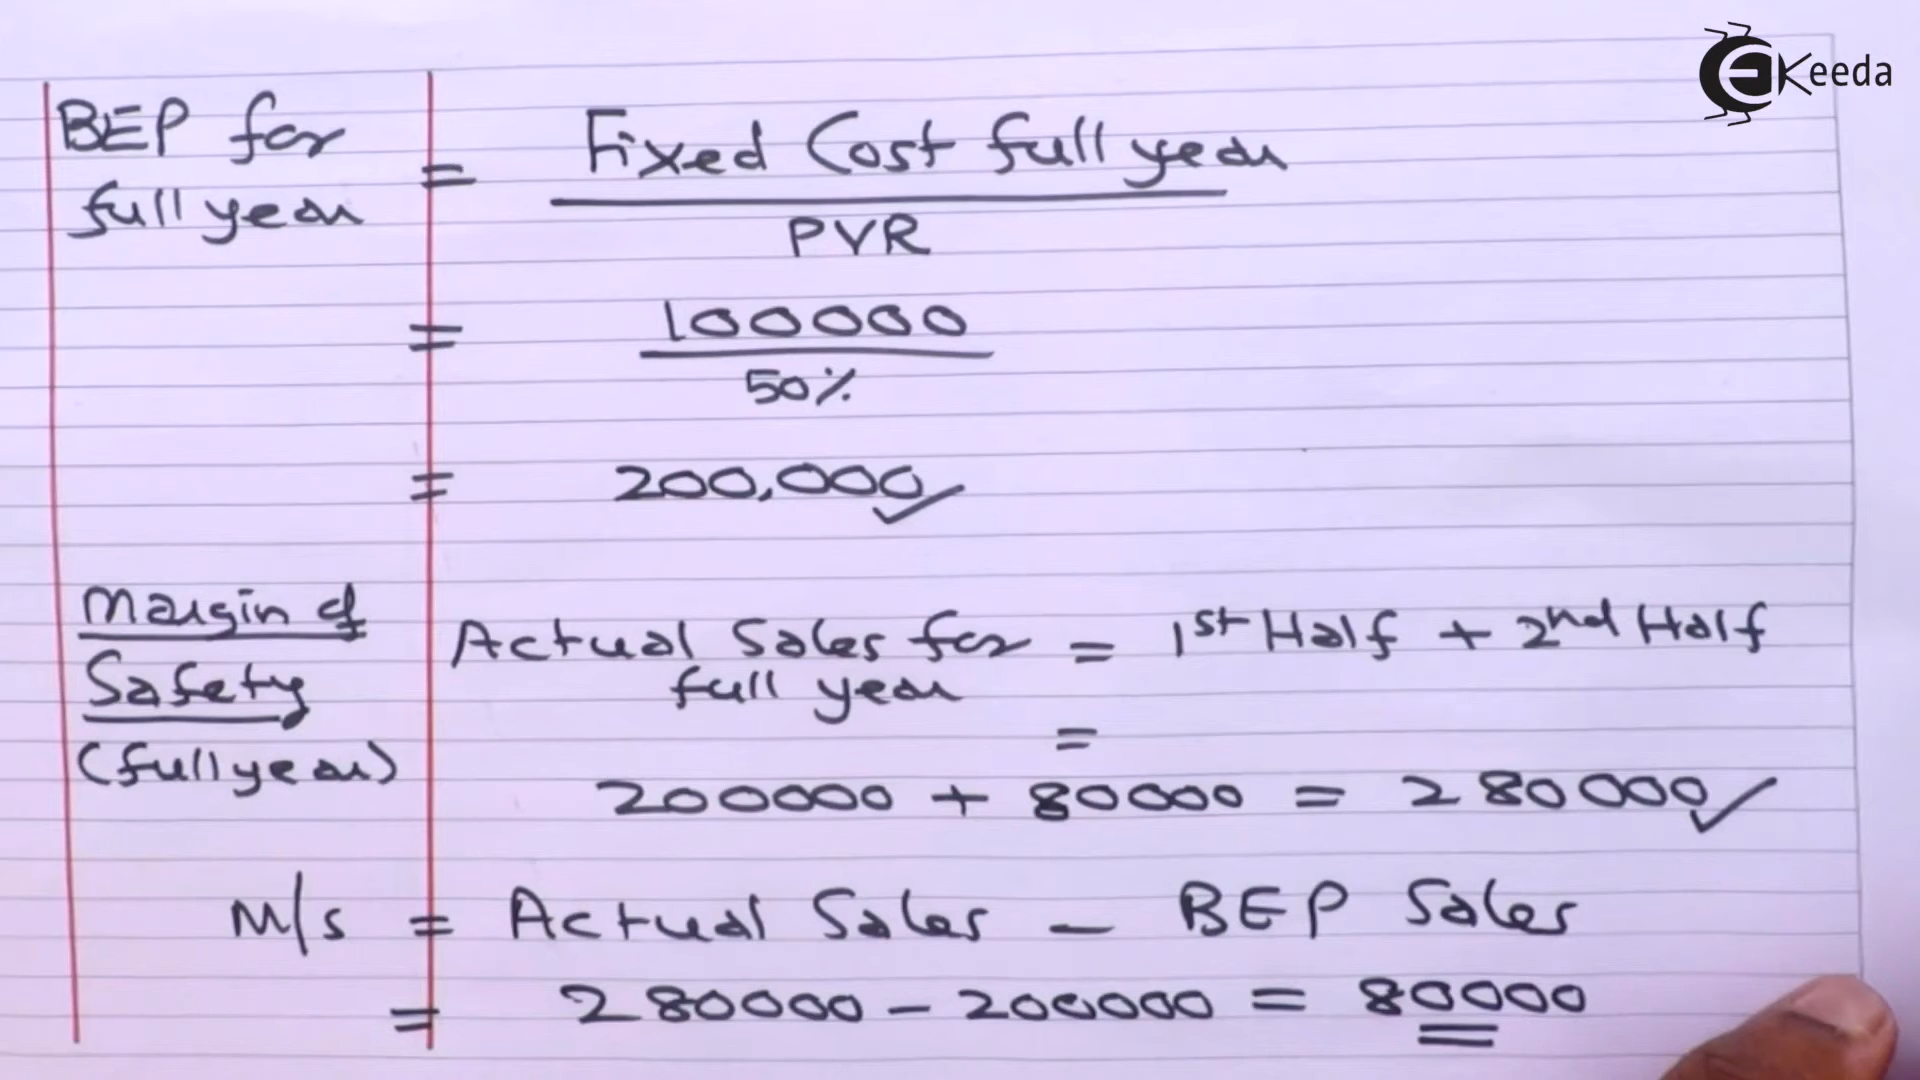 EKeeda
BEP for
full year
= Fixed Cost full year
PVR
= 100000
50%
= 200,000 ✓
Margin of
Safety
(full year)
Actual Sales for = 1st Half + 2nd Half
full year
=
200000 + 80000 = 280000 ✓
M/s = Actual Sales - BEP Sales
= 280000 - 200000 = 80000